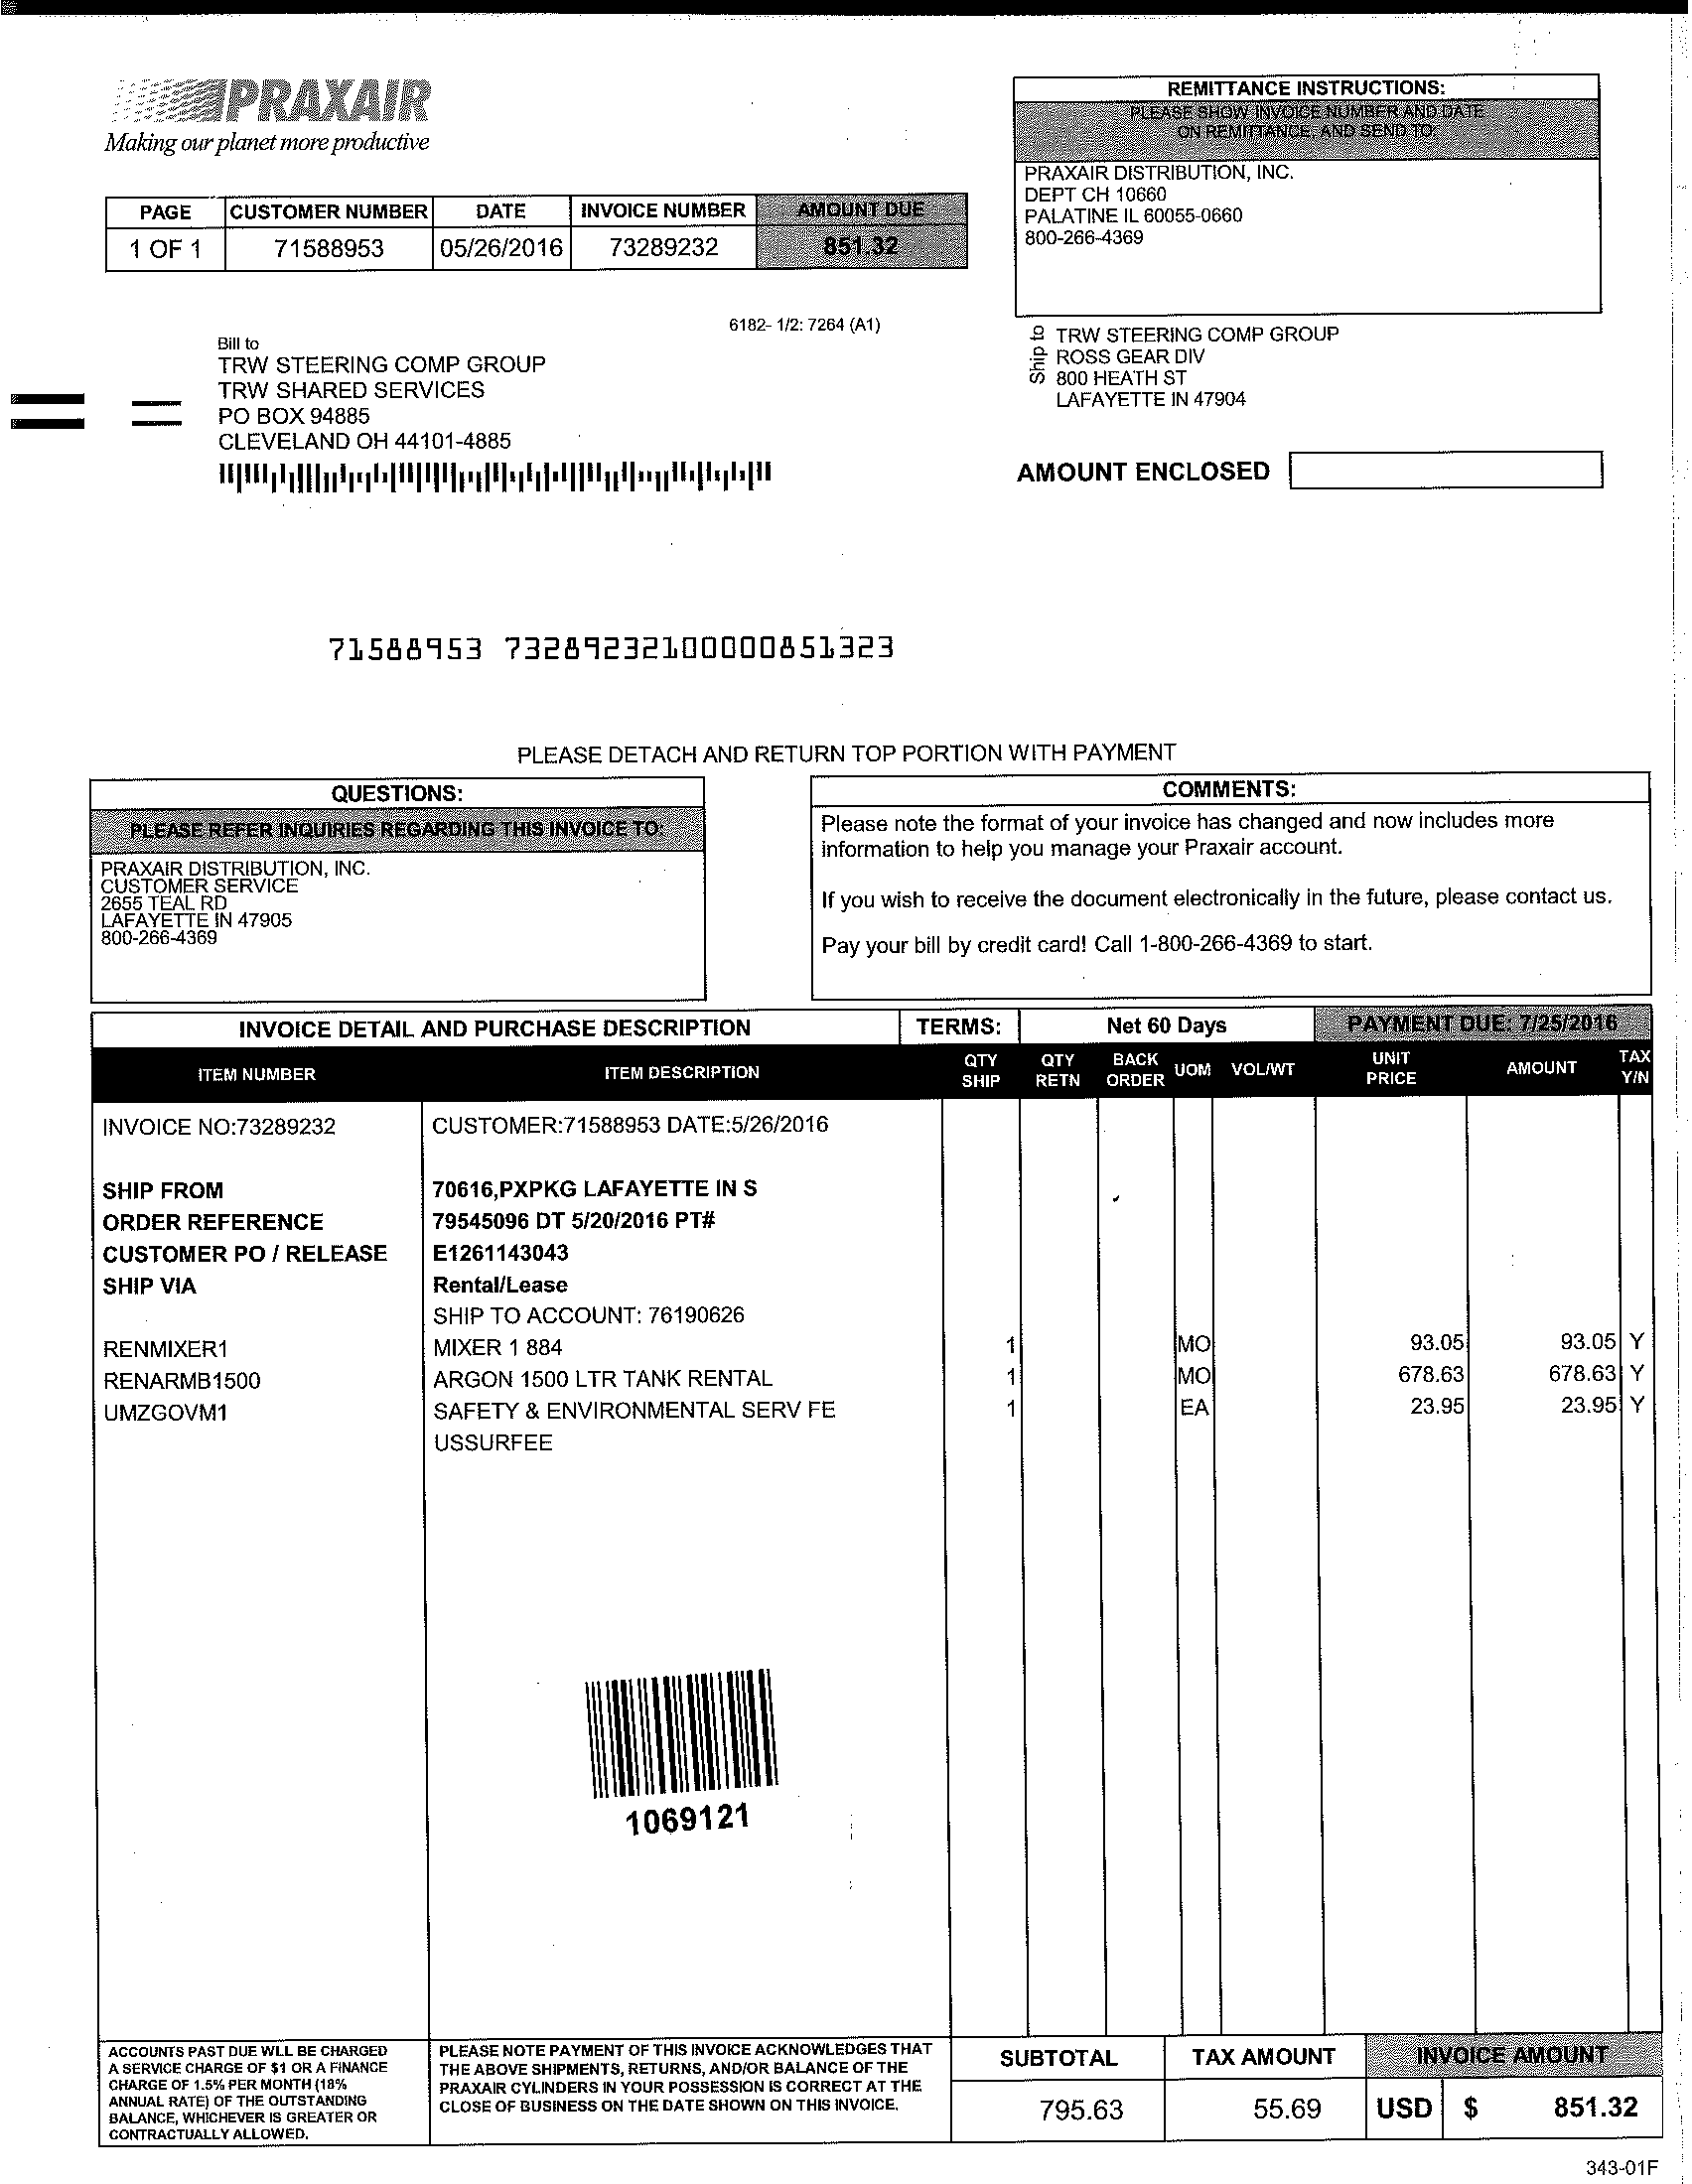 PRAXAIR
Making our planet more productive
REMITTANCE INSTRUCTIONS:
PLEASE SHOW INVOICE NUMBER AND DATE
ON REMITTANCE, AND SEND TO:
PRAXAIR DISTRIBUTION, INC.
DEPT CH 10660
PALATINE IL 60055-0660
800-266-4369
PAGE CUSTOMER NUMBER DATE INVOICE NUMBER AMOUNT DUE
1 OF 1 71588953 05/26/2016 73289232 851.32
6182- 1/2: 7264 (A1)
Bill to
TRW STEERING COMP GROUP
TRW SHARED SERVICES
PO BOX 94885
CLEVELAND OH 44101-4885
Ship to
TRW STEERING COMP GROUP
ROSS GEAR DIV
800 HEATH ST
LAFAYETTE IN 47904
AMOUNT ENCLOSED
71588953 73289232100000851323
PLEASE DETACH AND RETURN TOP PORTION WITH PAYMENT
QUESTIONS:
PLEASE REFER INQUIRIES REGARDING THIS INVOICE TO:
PRAXAIR DISTRIBUTION, INC.
CUSTOMER SERVICE
2655 TEAL RD
LAFAYETTE IN 47905
800-266-4369
COMMENTS:
Please note the format of your invoice has changed and now includes more
information to help you manage your Praxair account.
If you wish to receive the document electronically in the future, please contact us.
Pay your bill by credit card! Call 1-800-266-4369 to start.
INVOICE DETAIL AND PURCHASE DESCRIPTION TERMS: Net 60 Days PAYMENT DUE: 7/25/2016
ITEM NUMBER ITEM DESCRIPTION QTY SHIP QTY RETN BACK ORDER UOM VOL/WT UNIT PRICE AMOUNT TAX Y/N
INVOICE NO:73289232 CUSTOMER:71588953 DATE:5/26/2016
SHIP FROM 70616,PXPKG LAFAYETTE IN S
ORDER REFERENCE 79545096 DT 5/20/2016 PT#
CUSTOMER PO / RELEASE E1261143043
SHIP VIA Rental/Lease
SHIP TO ACCOUNT: 76190626
RENMIXER1 MIXER 1 884 1 MO 93.05 93.05 Y
RENARMB1500 ARGON 1500 LTR TANK RENTAL 1 MO 678.63 678.63 Y
UMZGOVM1 SAFETY & ENVIRONMENTAL SERV FE 1 EA 23.95 23.95 Y
USSURFEE
1069121
ACCOUNTS PAST DUE WLL BE CHARGED
A SERVICE CHARGE OF $1 OR A FINANCE
CHARGE OF 1.5% PER MONTH (18%
ANNUAL RATE) OF THE OUTSTANDING
BALANCE, WHICHEVER IS GREATER OR
CONTRACTUALLY ALLOWED.
PLEASE NOTE PAYMENT OF THIS INVOICE ACKNOWLEDGES THAT
THE ABOVE SHIPMENTS, RETURNS, AND/OR BALANCE OF THE
PRAXAIR CYLINDERS IN YOUR POSSESSION IS CORRECT AT THE
CLOSE OF BUSINESS ON THE DATE SHOWN ON THIS INVOICE.
SUBTOTAL TAX AMOUNT INVOICE AMOUNT
795.63 55.69 USD $ 851.32
343-01F